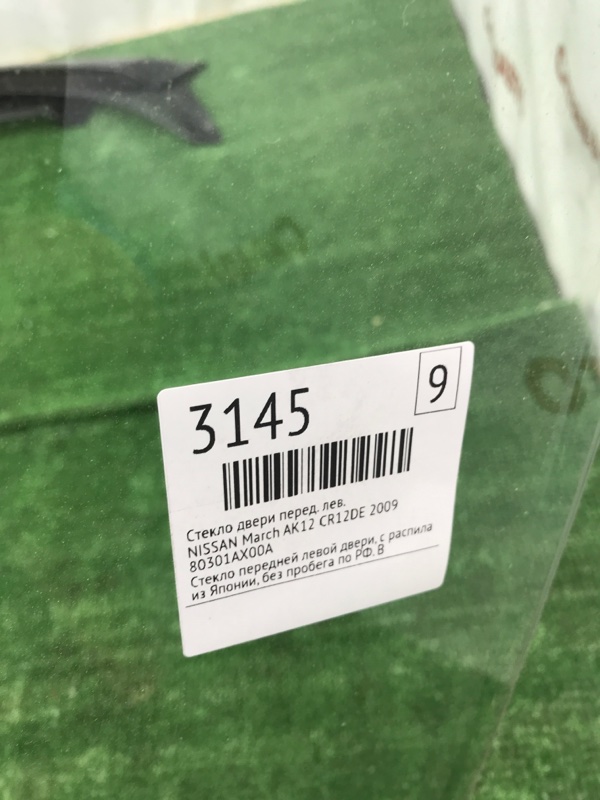 3145
9
Стекло двери перед. лев.
NISSAN March AK12 CR12DE 2009
80301AX00A
Стекло передней левой двери, с распила
из Японии, без пробега по РФ. В